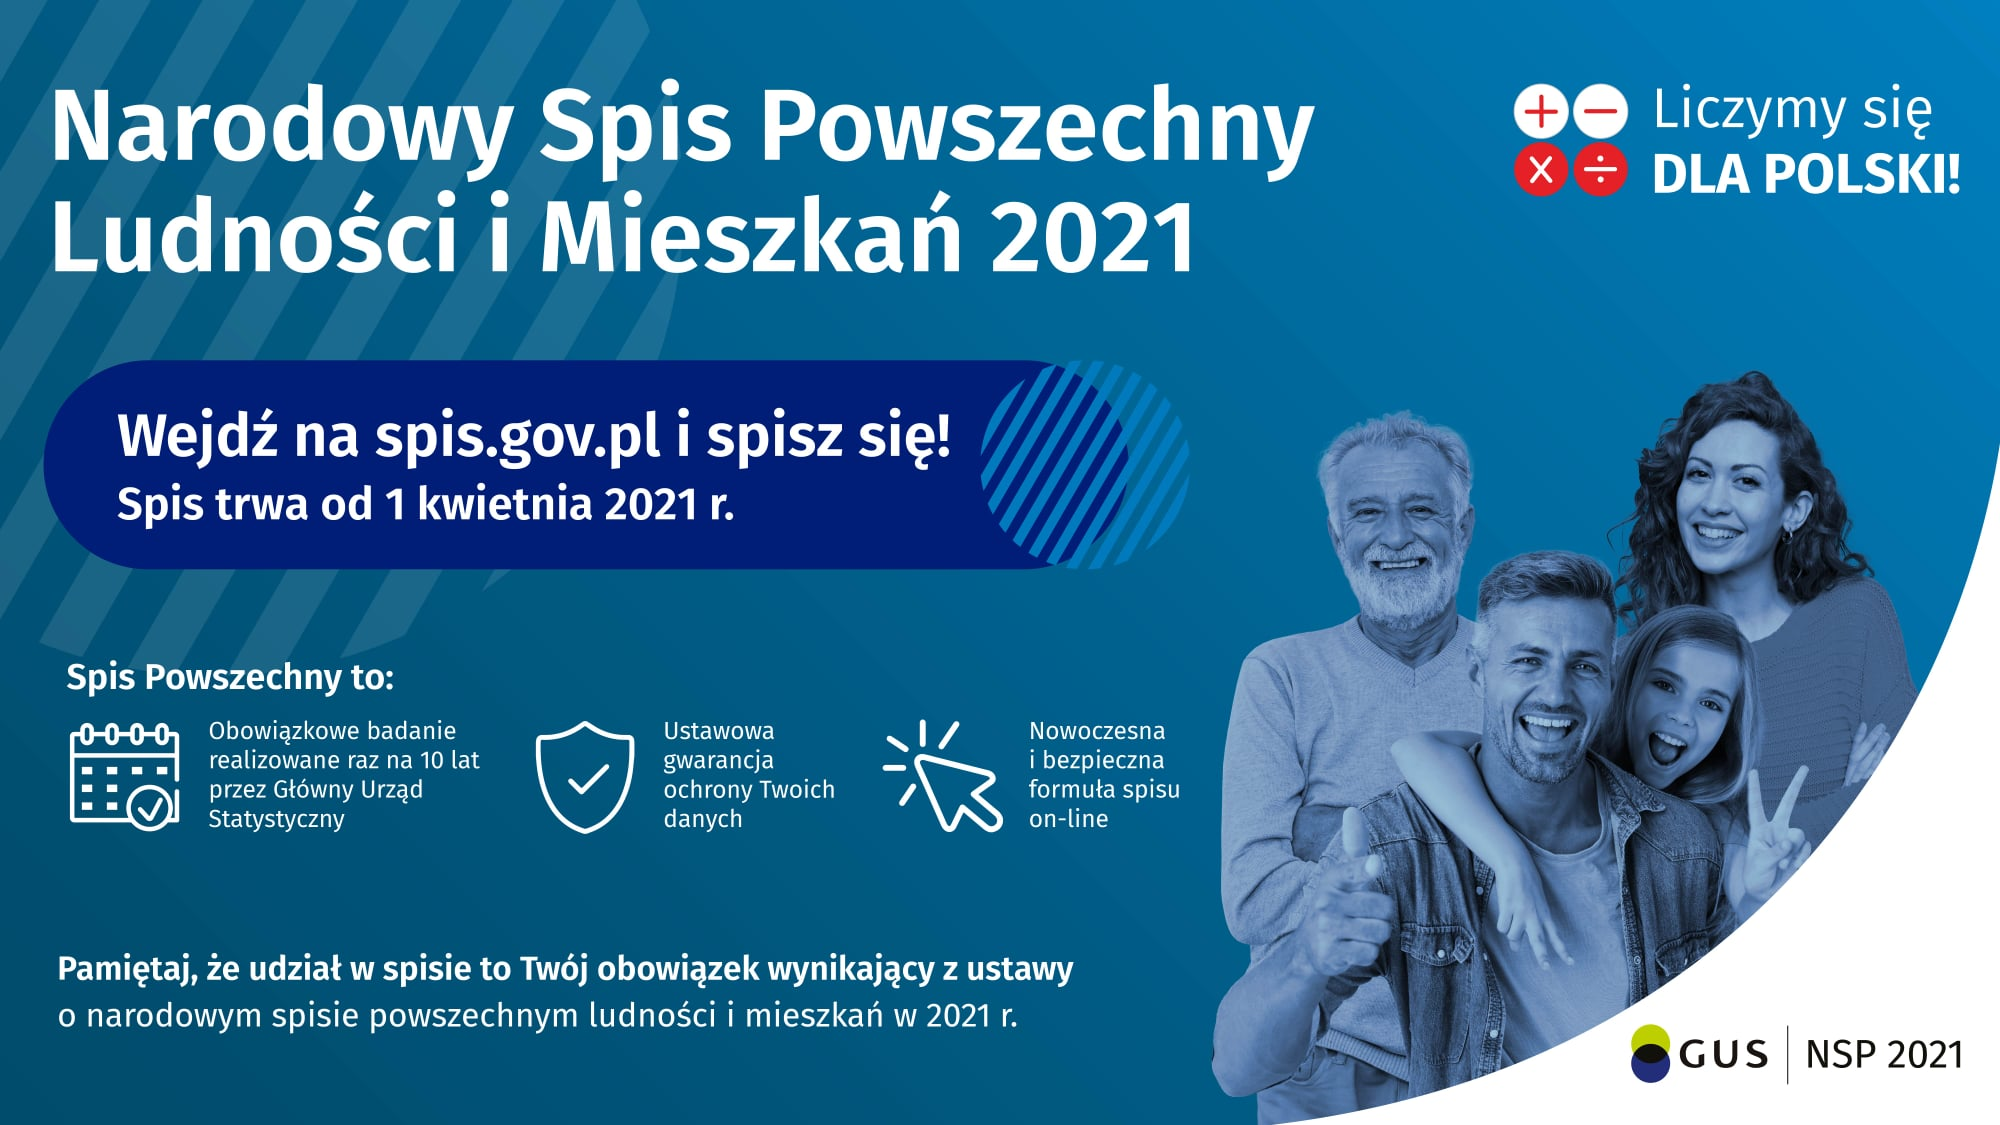 Narodowy Spis Powszechny
Ludności i Mieszkań 2021
Liczymy się
DLA POLSKI!
Wejdź na spis.gov.pl i spisz się!
Spis trwa od 1 kwietnia 2021 r.
Spis Powszechny to:
Obowiązkowe badanie
realizowane raz na 10 lat
przez Główny Urząd
Statystyczny
Ustawowa
gwarancja
ochrony Twoich
danych
Nowoczesna
i bezpieczna
formuła spisu
on-line
Pamiętaj, że udział w spisie to Twój obowiązek wynikający z ustawy
o narodowym spisie powszechnym ludności i mieszkań w 2021 r.
GUS | NSP 2021